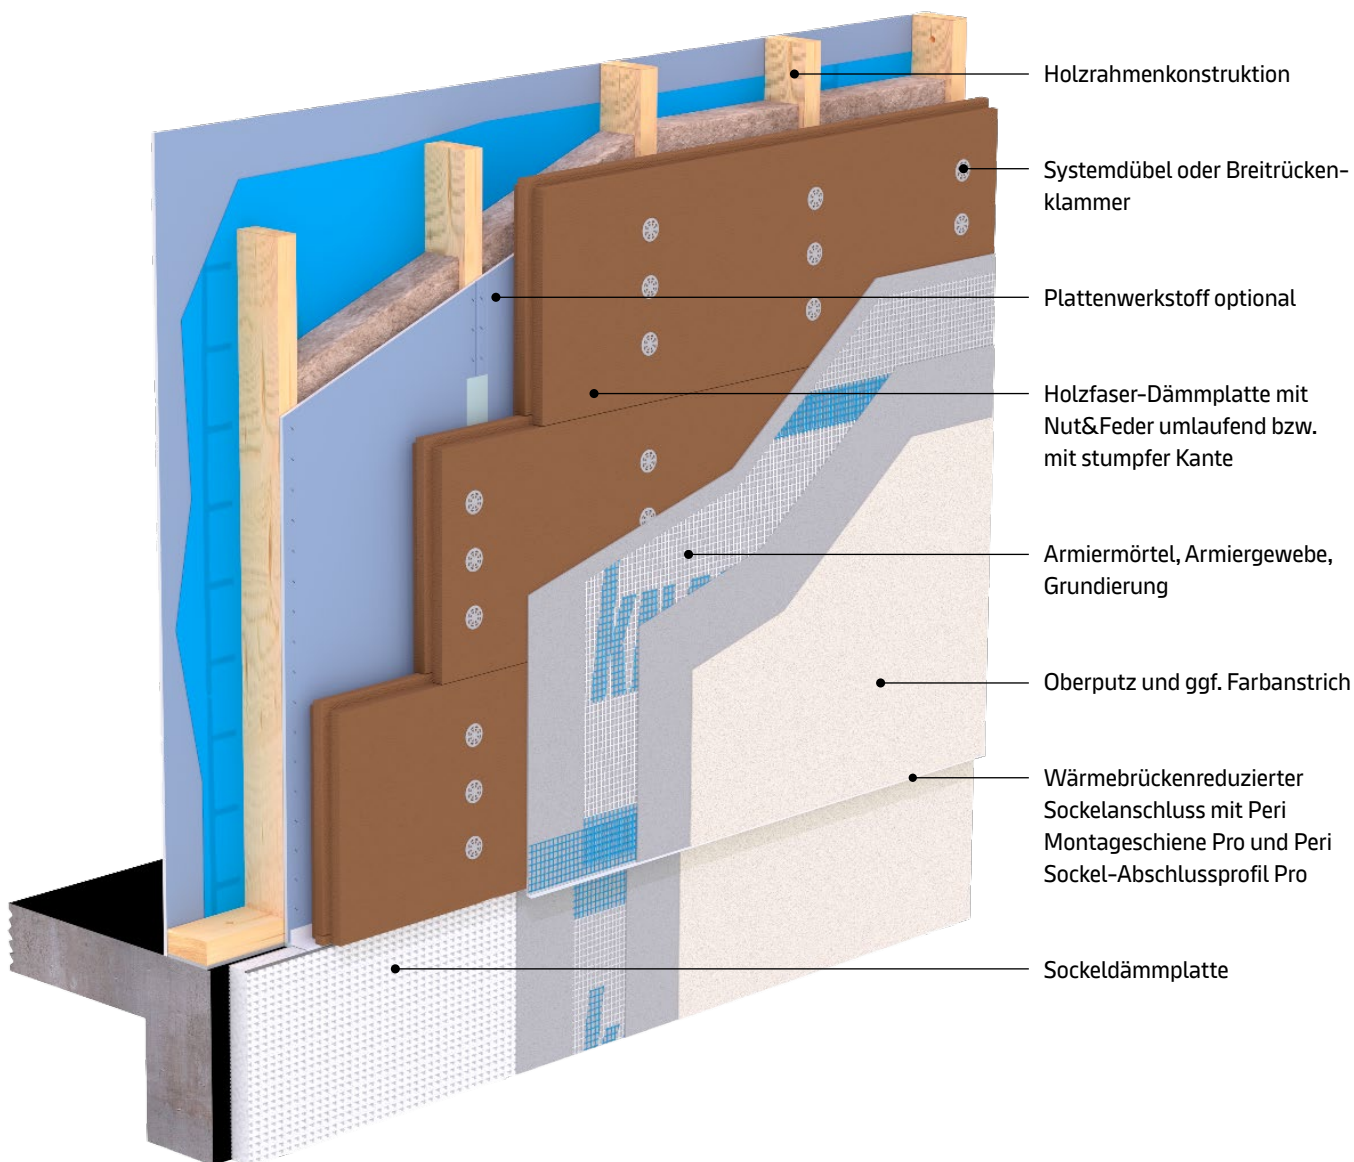 Holzrahmenkonstruktion
Systemdübel oder Breitrücken-
klammer
Plattenwerkstoff optional
Holzfaser-Dämmplatte mit
Nut&Feder umlaufend bzw.
mit stumpfer Kante
Armiermörtel, Armiergewebe,
Grundierung
Oberputz und ggf. Farbanstrich
Wärmebrückenreduzierter
Sockelanschluss mit Peri
Montageschiene Pro und Peri
Sockel-Abschlussprofil Pro
Sockeldämmplatte